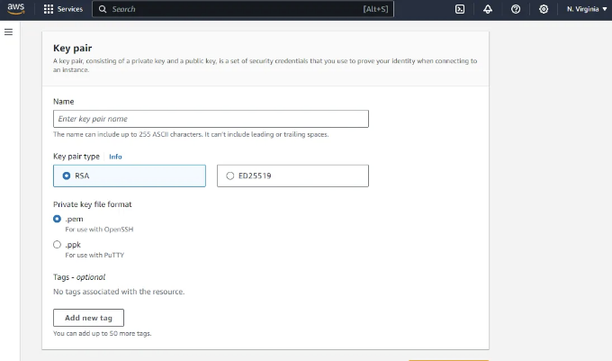 aws Services Search [Alt+S] N. Virginia
Key pair
A key pair, consisting of a private key and a public key, is a set of security credentials that you use to prove your identity when connecting to
an instance.
Name
Enter key pair name
The name can include up to 255 ASCII characters. It can't include leading or trailing spaces.
Key pair type Info
RSA ED25519
Private key file format
.pem
For use with OpenSSH
.ppk
For use with PuTTY
Tags - optional
No tags associated with the resource.
Add new tag
You can add up to 50 more tags.